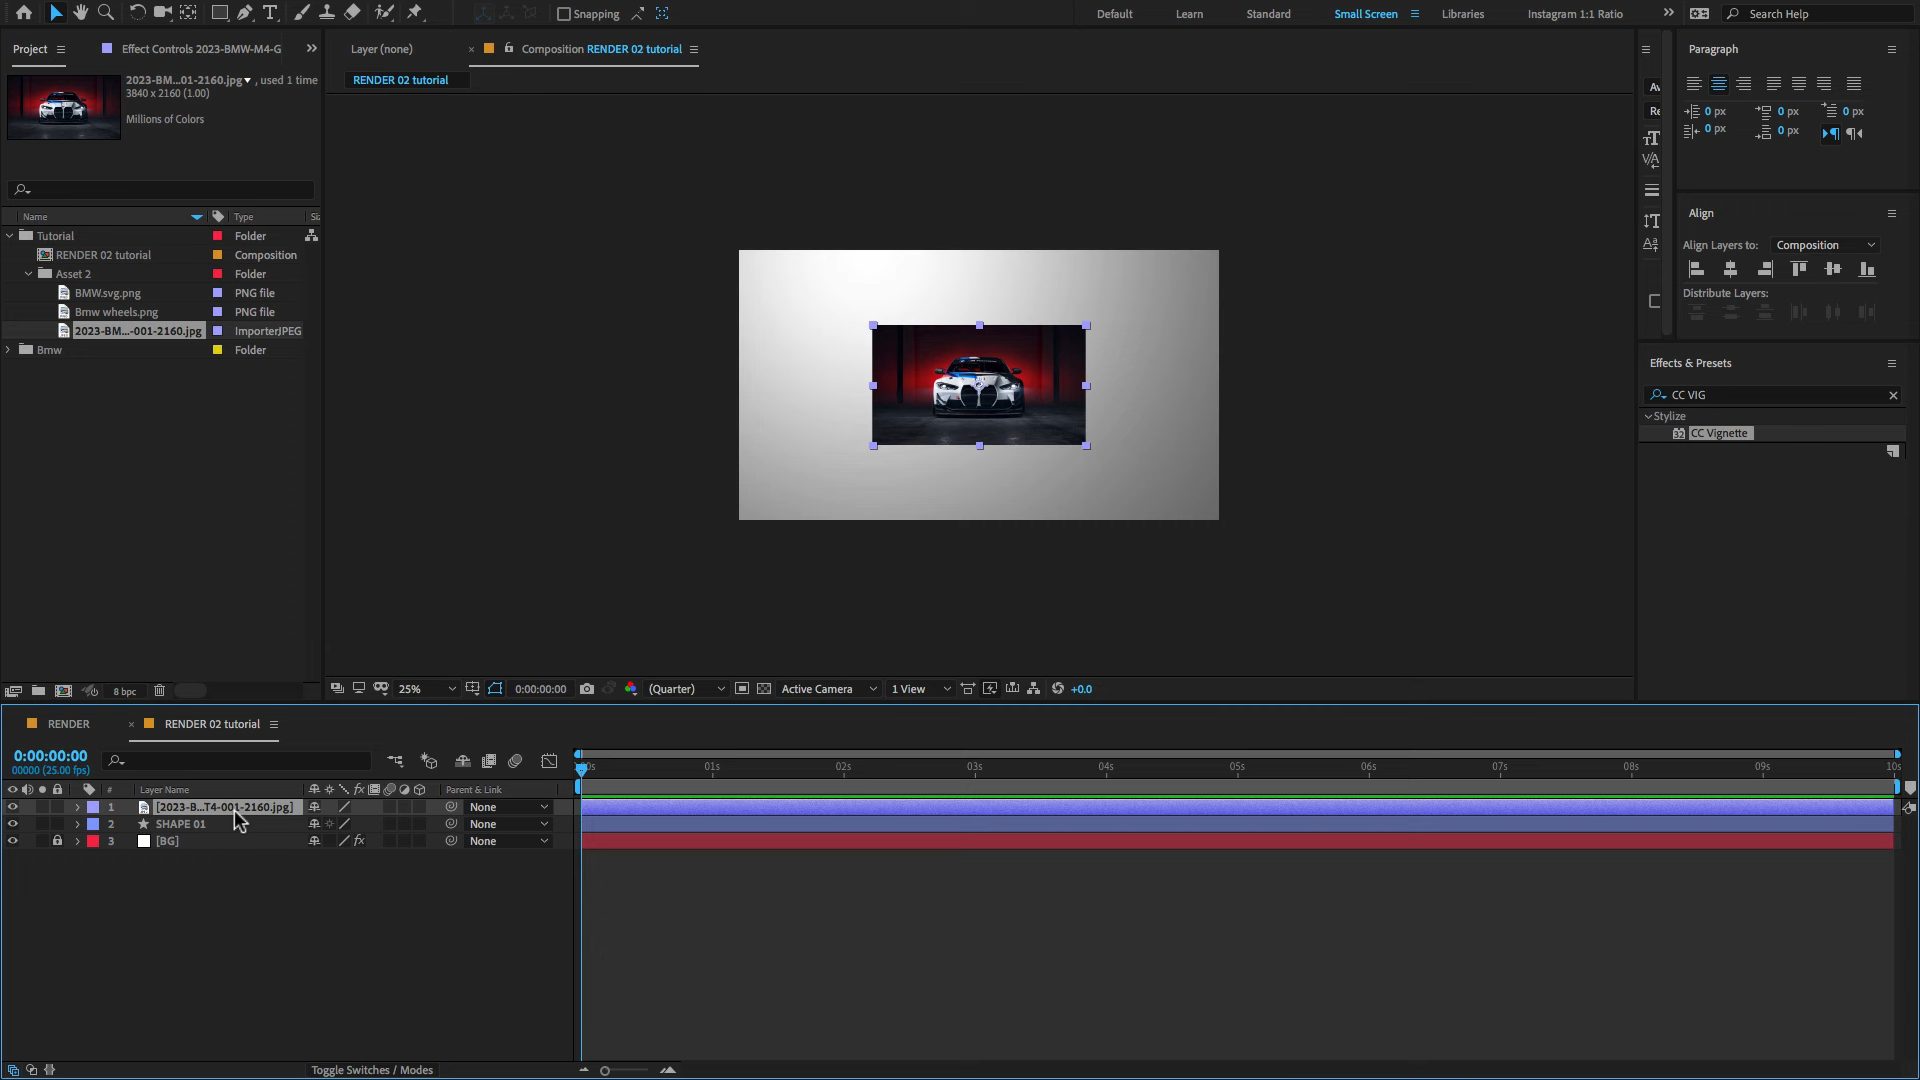 Snapping
Default
Learn
Standard
Small Screen
Libraries
Instagram 1:1 Ratio
Search Help
Project
Effect Controls 2023-BMW-M4-G
Layer (none)
Composition RENDER 02 tutorial
Paragraph
2023-BM...01-2160.jpg , used 1 time
3840 x 2160 (1.00)
Millions of Colors
RENDER 02 tutorial
0 px
0 px
0 px
0 px
0 px
Name
Type
Tutorial
Folder
RENDER 02 tutorial
Composition
Asset 2
Folder
BMW.svg.png
PNG file
Bmw wheels.png
PNG file
2023-BM...-001-2160.jpg
ImporterJPEG
Bmw
Folder
Align
Align Layers to:
Composition
Distribute Layers:
Effects & Presets
CC VIG
Stylize
32
CC Vignette
8 bpc
25%
0:00:00:00
(Quarter)
Active Camera
1 View
+0.0
RENDER
RENDER 02 tutorial
0:00:00:00
00000 (25.00 fps)
01s
02s
03s
04s
05s
06s
07s
08s
09s
10s
#
Layer Name
fx
Parent & Link
1
[2023-B...T4-001-2160.jpg]
None
2
SHAPE 01
None
3
[BG]
fx
None
Toggle Switches / Modes